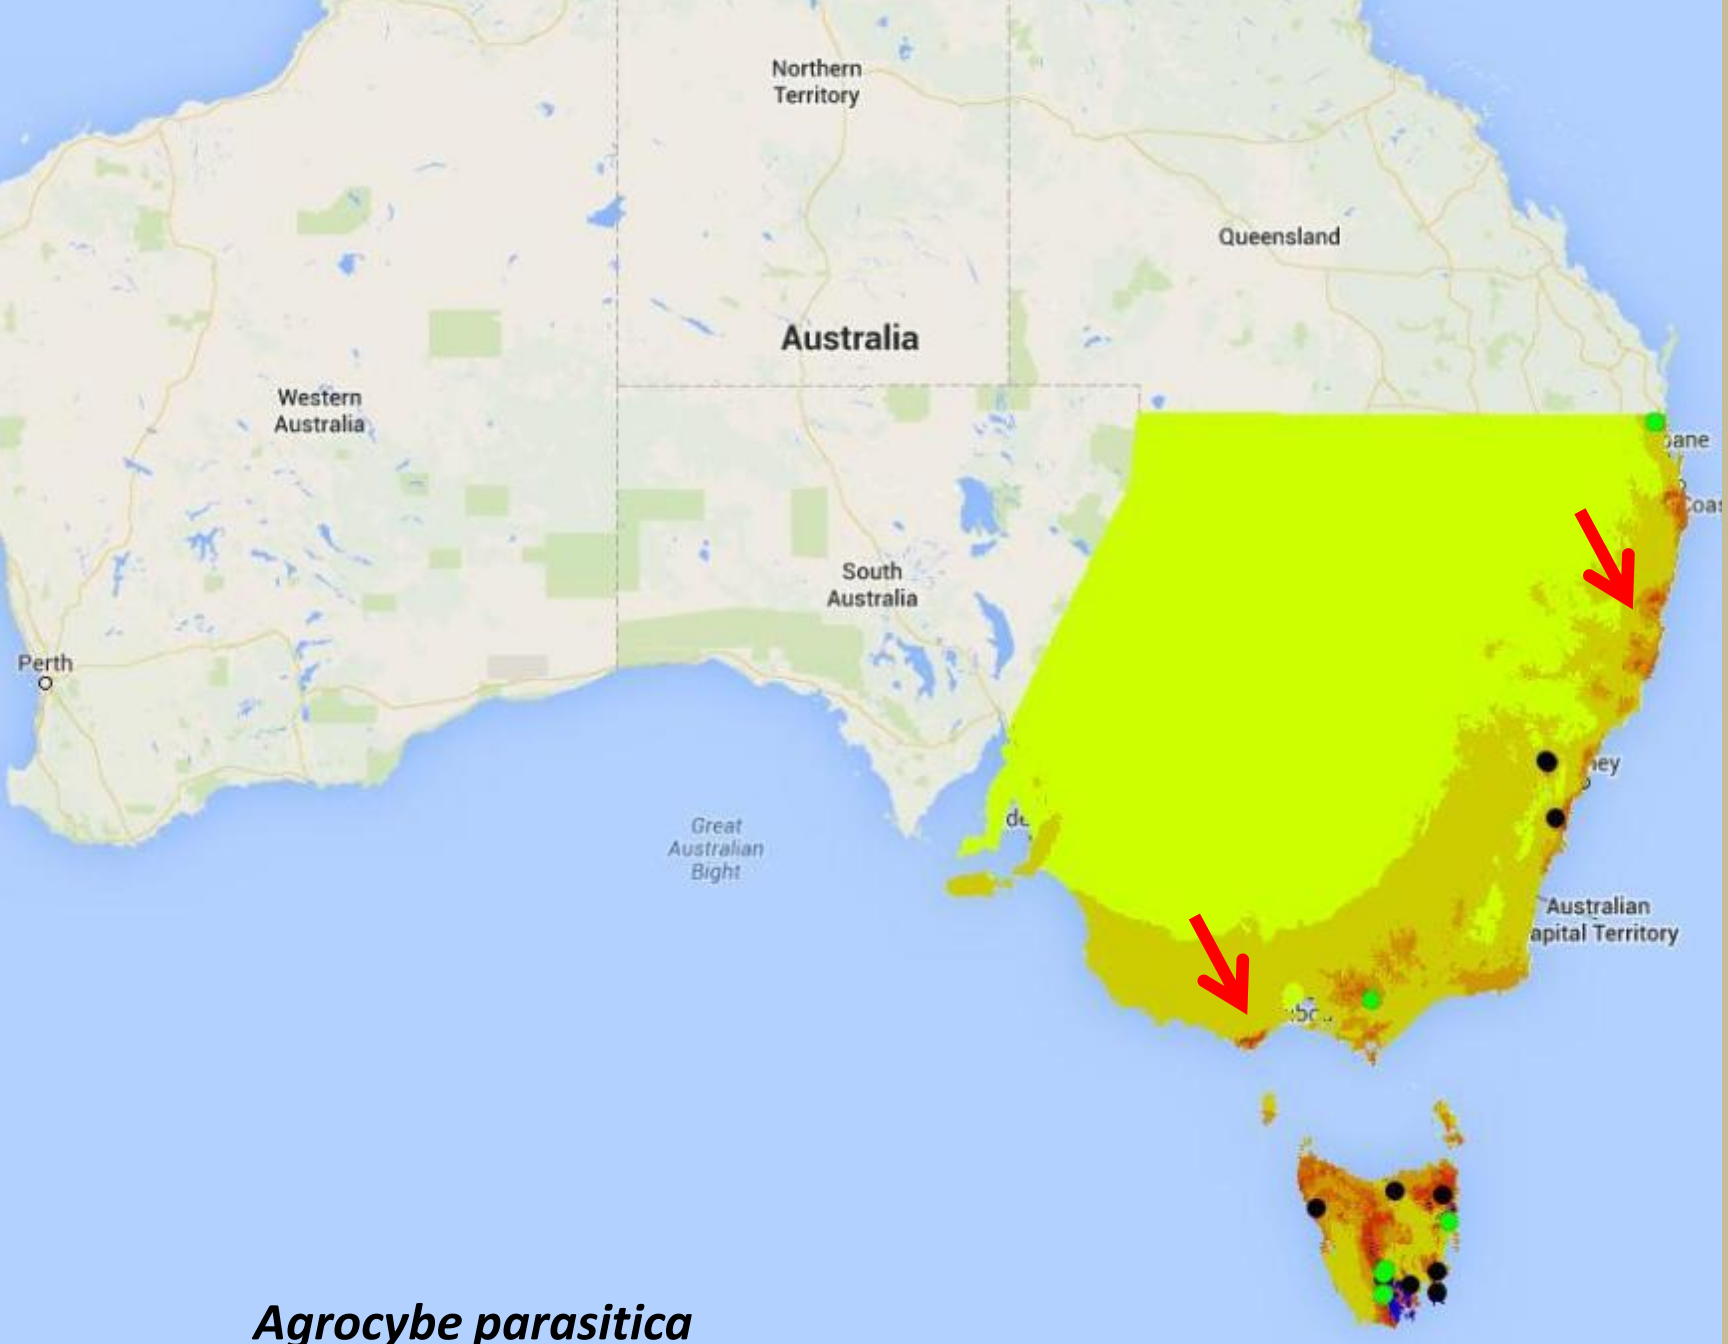 Northern
Territory
Queensland
Australia
Western
Australia
South
Australia
Perth
Great
Australian
Bight
Australian
apital Territory
Agrocybe parasitica